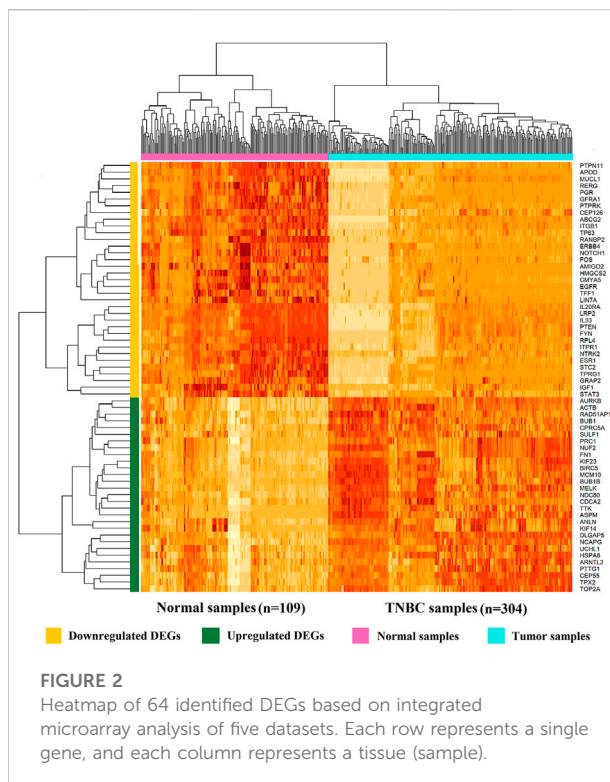 PTPN11
APOD
MUCL1
RERG
PGR
GFRA1
PTPRK
CEP126
ABCG2
ITGB1
TP63
RANBP2
ERBB4
NOTCH1
FOS
AMIGO2
HMGCS2
CMYA5
EGFR
TFF1
LIN7A
IL20RA
LRP2
IL33
PTEN
FYN
RPL4
ITPR1
NTRK2
ESR1
STC2
TPRG1
GRAP2
IGF1
STAT3
AURKB
ACTB
RAD51AP1
BUB1
GPRC5A
SULF1
PRC1
NUF2
FN1
KIF23
BIRC5
MCM10
BUB1B
MELK
NDC80
CDCA2
TTK
ASPM
ANLN
KIF14
DLGAP5
NCAPG
UCHL1
HSPA8
ARNTL2
PTTG1
CEP55
TPX2
TOP2A
Normal samples (n=109) TNBC samples (n=304)
Downregulated DEGs Upregulated DEGs Normal samples Tumor samples
FIGURE 2
Heatmap of 64 identified DEGs based on integrated
microarray analysis of five datasets. Each row represents a single
gene, and each column represents a tissue (sample).